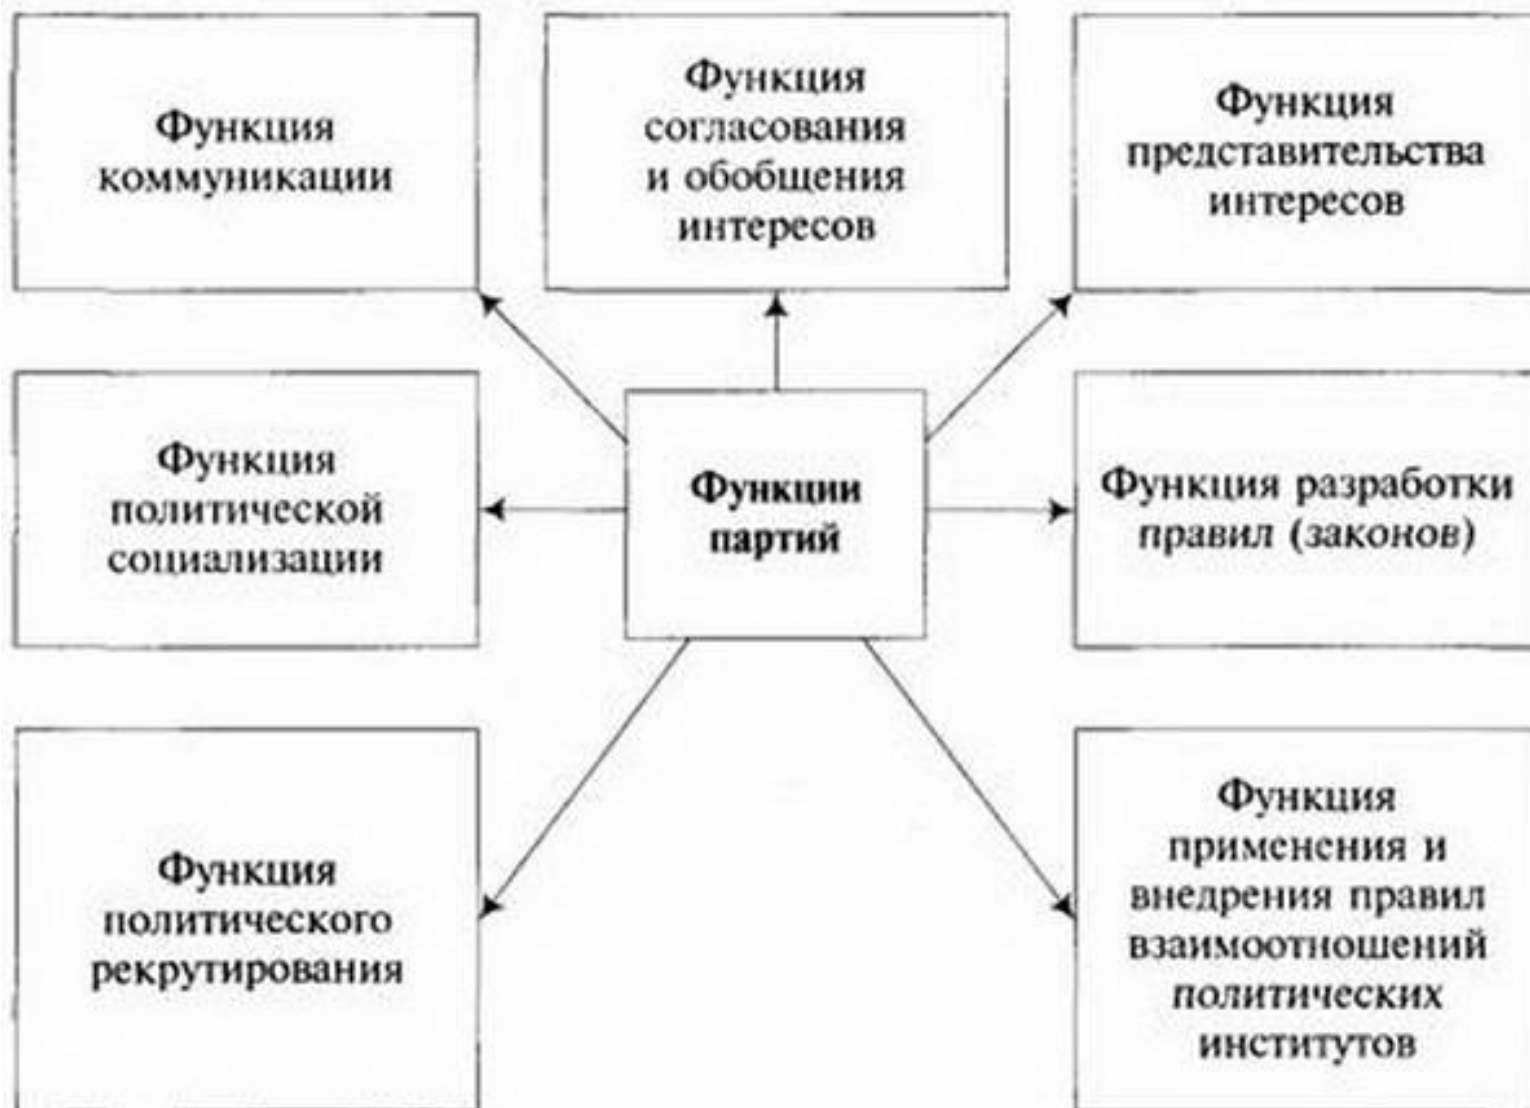 Функция
коммуникации
Функция
согласования
и обобщения
интересов
Функция
представительства
интересов
Функция
политической
социализации
Функции
партий
Функция разработки
правил (законов)
Функция
политического
рекрутирования
Функция
применения и
внедрения правил
взаимоотношений
политических
институтов